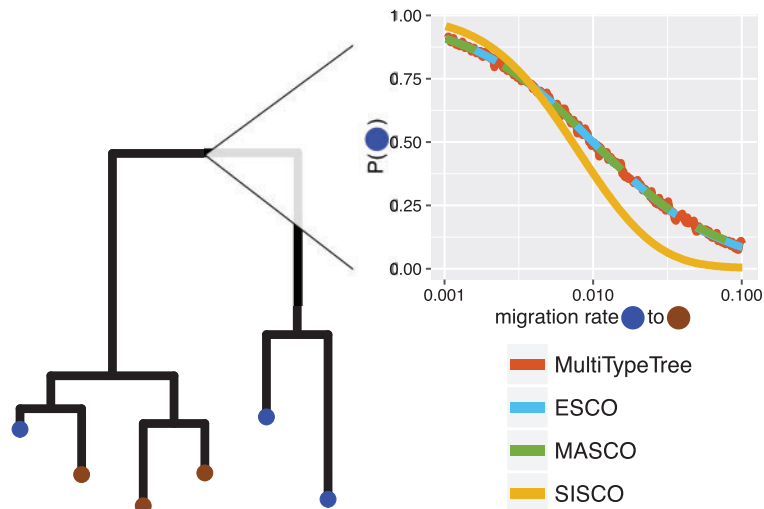 1.00
0.75
P( ) 0.50
0.25
0.00
0.001 0.010 0.100
migration rate to
MultiTypeTree
ESCO
MASCO
SISCO